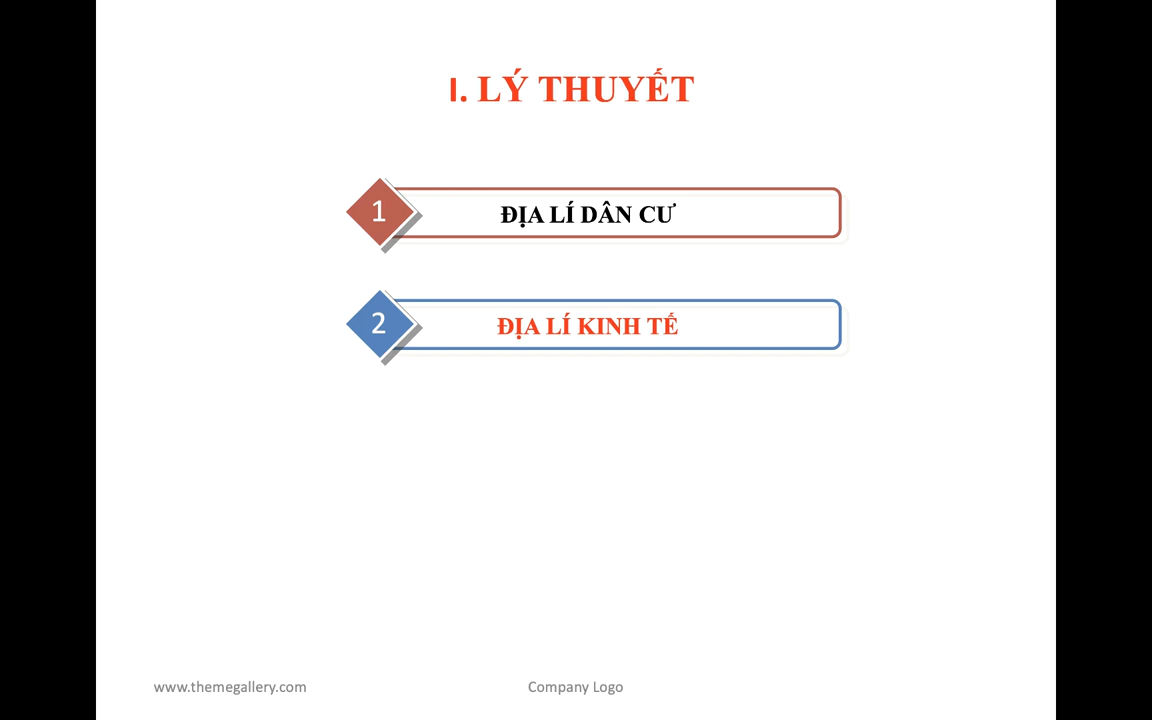 I. LÝ THUYẾT
1
ĐỊA LÍ DÂN CƯ
2
ĐỊA LÍ KINH TẾ
www.themegallery.com
Company Logo